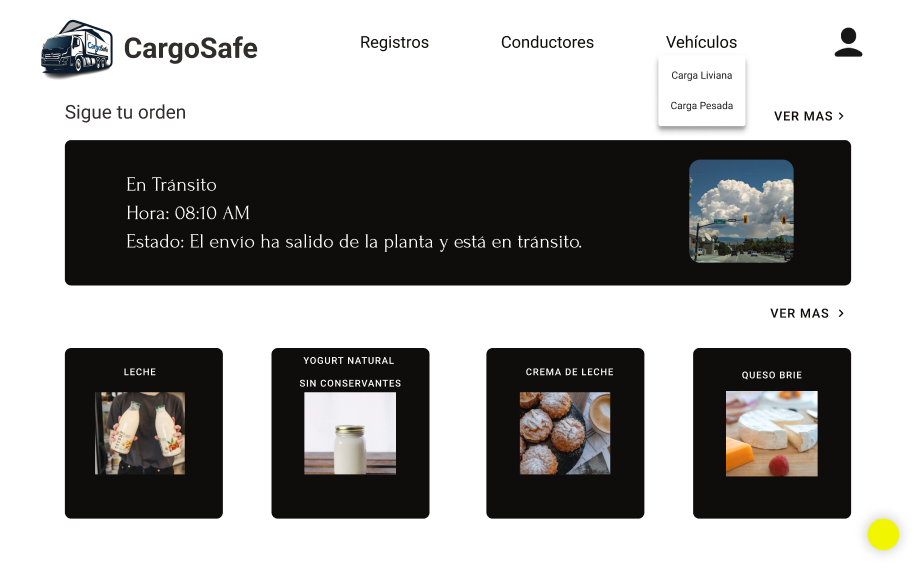 CargoSafe
CargoSafe
Registros
Conductores
Vehículos
Carga Liviana
Carga Pesada
Sigue tu orden
VER MAS >
En Tránsito
Hora: 08:10 AM
Estado: El envío ha salido de la planta y está en tránsito.
VER MAS >
LECHE
YOGURT NATURAL
SIN CONSERVANTES
CREMA DE LECHE
QUESO BRIE